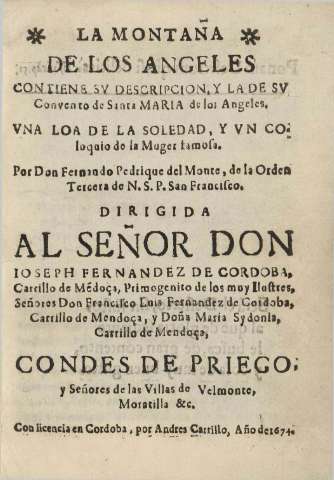 * LA MONTAÑA *
DE LOS ANGELES
CONTIENE SV DESCRIPCION, Y LA DE SV
Convento de Santa MARIA de los Angeles.
VNA LOA DE LA SOLEDAD, Y VN CO-
loquio de la Muger famosa.
Por Don Fernando Pedrique del Monte, de la Orden
Tercera de N. S. P. San Francisco.
DIRIGIDA
AL SEÑOR DON
IOSEPH FERNANDEZ DE CORDOBA,
Carrillo de Mẽdoça, Primogenito de los muy Ilustres,
Señores Don Francisco Luis Fernandez de Cordoba,
Carrillo de Mendoça, y Doña Maria Sydonia,
Carrillo de Mendoça,
CONDES DE PRIEGO;
y Señores de las Villas de Velmonte,
Moratilla &c.
Con licencia en Cordoba, por Andres Carrillo, Año de 1674.